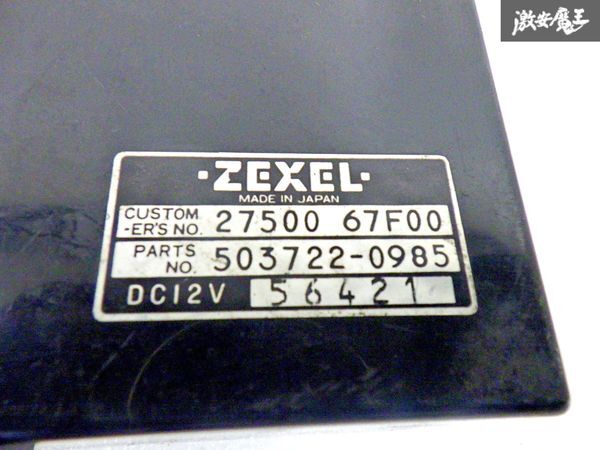 激安魔王
·ZEXEL·
MADE IN JAPAN
CUSTOM
-ER'S NO. 27500 67F00
PARTS
NO. 503722-0985
DC12V 56421